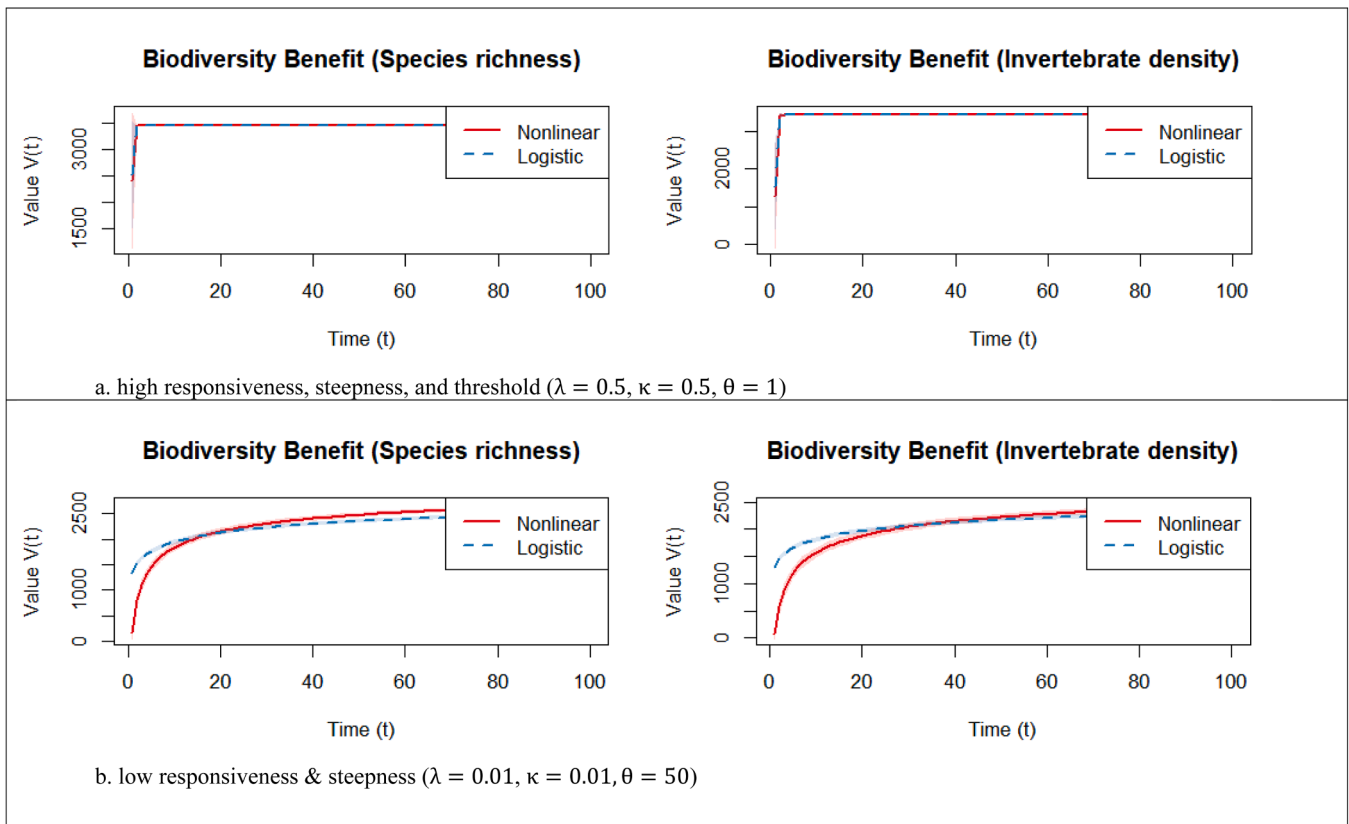 Biodiversity Benefit (Species richness)
Value V(t)
3000
1500
Nonlinear
Logistic
0 20 40 60 80 100
Time (t)
Biodiversity Benefit (Invertebrate density)
Value V(t)
2000
0
Nonlinear
Logistic
0 20 40 60 80 100
Time (t)
a. high responsiveness, steepness, and threshold (λ = 0.5, κ = 0.5, θ = 1)
Biodiversity Benefit (Species richness)
Value V(t)
2500
1000
0
Nonlinear
Logistic
0 20 40 60 80 100
Time (t)
Biodiversity Benefit (Invertebrate density)
Value V(t)
2500
1000
0
Nonlinear
Logistic
0 20 40 60 80 100
Time (t)
b. low responsiveness & steepness (λ = 0.01, κ = 0.01, θ = 50)